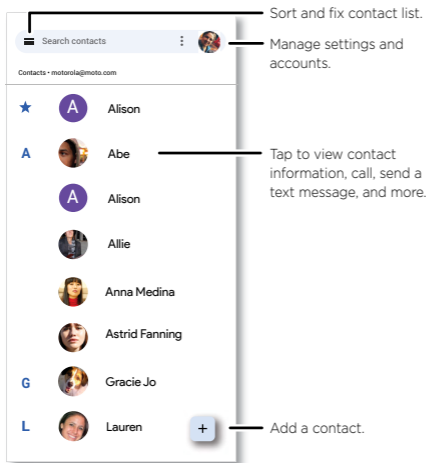 Sort and fix contact list.
Search contacts
Manage settings and
accounts.
Contacts • motorola@moto.com
★ A Alison
A Abe
Tap to view contact
information, call, send a
text message, and more.
A Alison
Allie
Anna Medina
Astrid Fanning
G Gracie Jo
L Lauren
+
Add a contact.